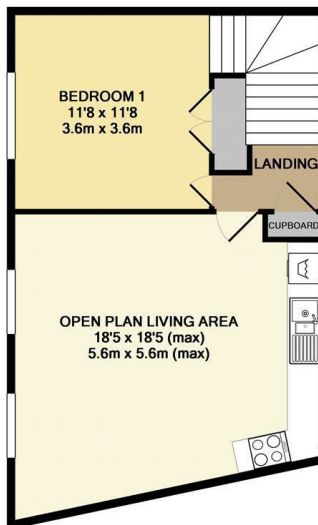 BEDROOM 1
11'8 x 11'8
3.6m x 3.6m
LANDING
CUPBOARD
OPEN PLAN LIVING AREA
18'5 x 18'5 (max)
5.6m x 5.6m (max)